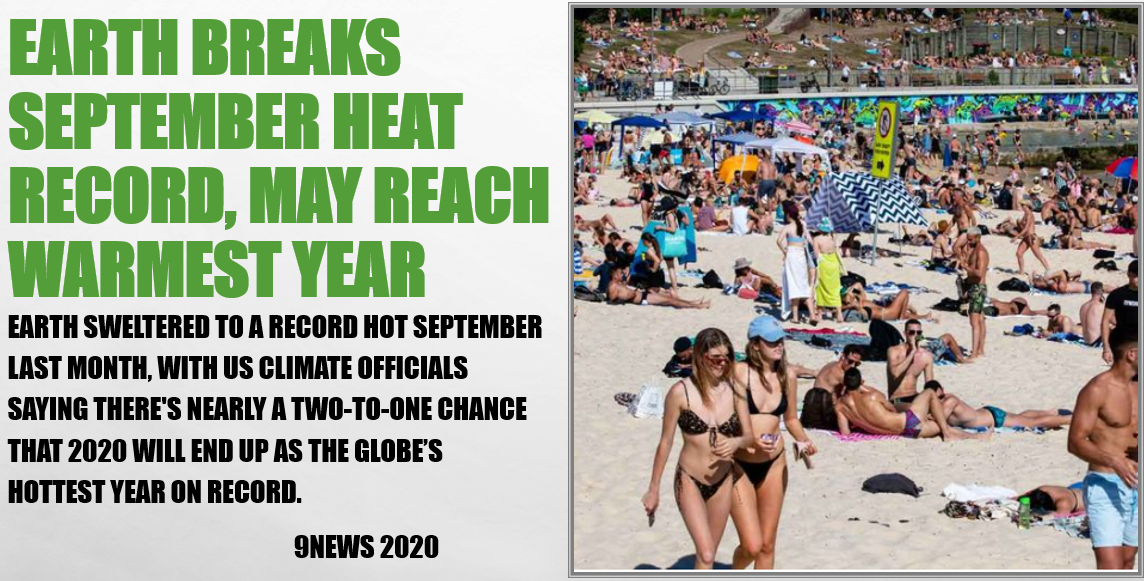 EARTH BREAKS
SEPTEMBER HEAT
RECORD, MAY REACH
WARMEST YEAR
EARTH SWELTERED TO A RECORD HOT SEPTEMBER
LAST MONTH, WITH US CLIMATE OFFICIALS
SAYING THERE'S NEARLY A TWO-TO-ONE CHANCE
THAT 2020 WILL END UP AS THE GLOBE’S
HOTTEST YEAR ON RECORD.
9NEWS 2020